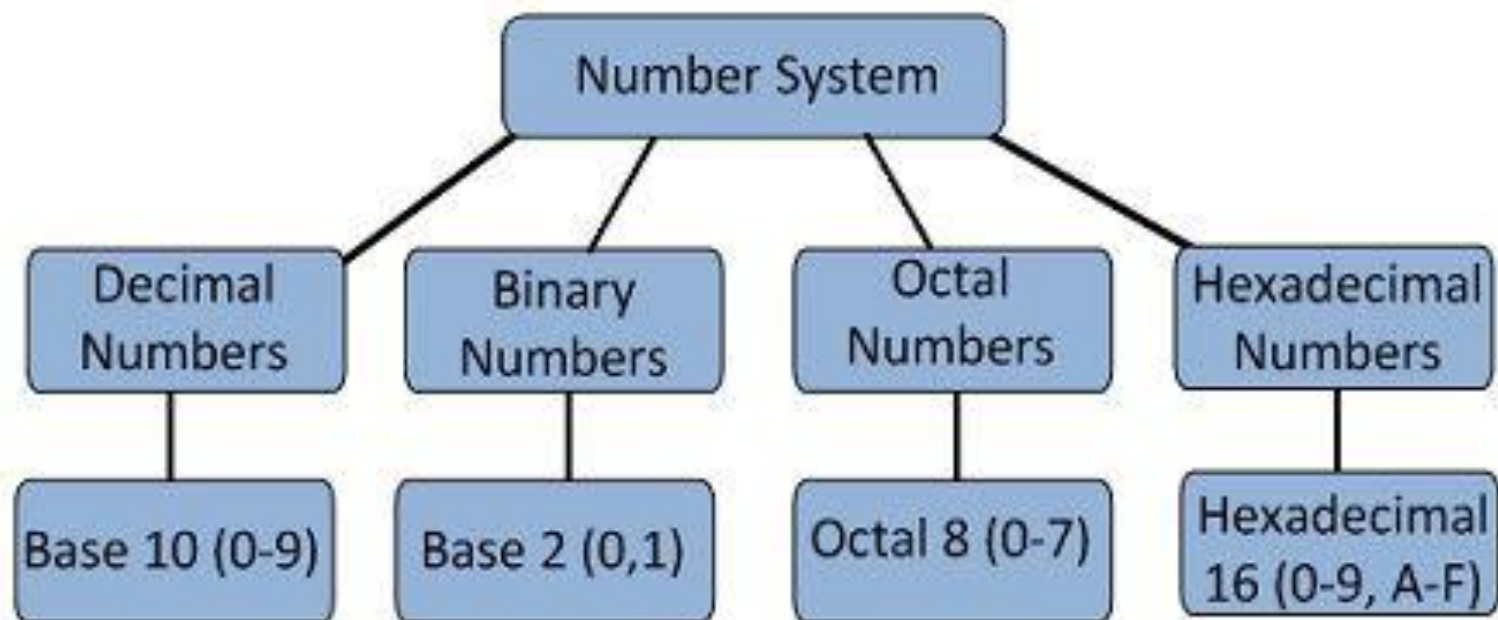 Number System
Decimal
Numbers
Binary
Numbers
Octal
Numbers
Hexadecimal
Numbers
Base 10 (0-9)
Base 2 (0,1)
Octal 8 (0-7)
Hexadecimal
16 (0-9, A-F)